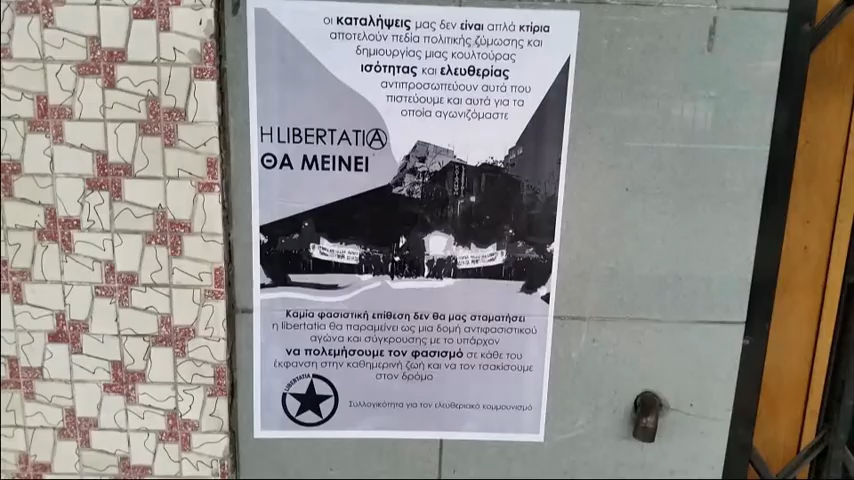 οι καταλήψεις μας δεν είναι απλά κτίρια
αποτελούν πεδία πολιτικής ζύμωσης και
δημιουργίας μιας κουλτούρας
ισότητας και ελευθερίας
αντιπροσωπεύουν αυτά που
πιστεύουμε και αυτά για τα
οποία αγωνιζόμαστε
Η LIBERTATIA
ΘΑ ΜΕΙΝΕΙ
Καμία φασιστική επίθεση δεν θα μας σταματήσει
η libertatia θα παραμείνει ως μια δομή αντιφασιστικού
αγώνα και σύγκρουσης με το υπάρχον
να πολεμήσουμε τον φασισμό σε κάθε του
έκφανση στην καθημερινή ζωή και να τον τσακίσουμε
στον δρόμο
LIBERTATIA
Συλλογικότητα για τον ελευθεριακό κομμουνισμό